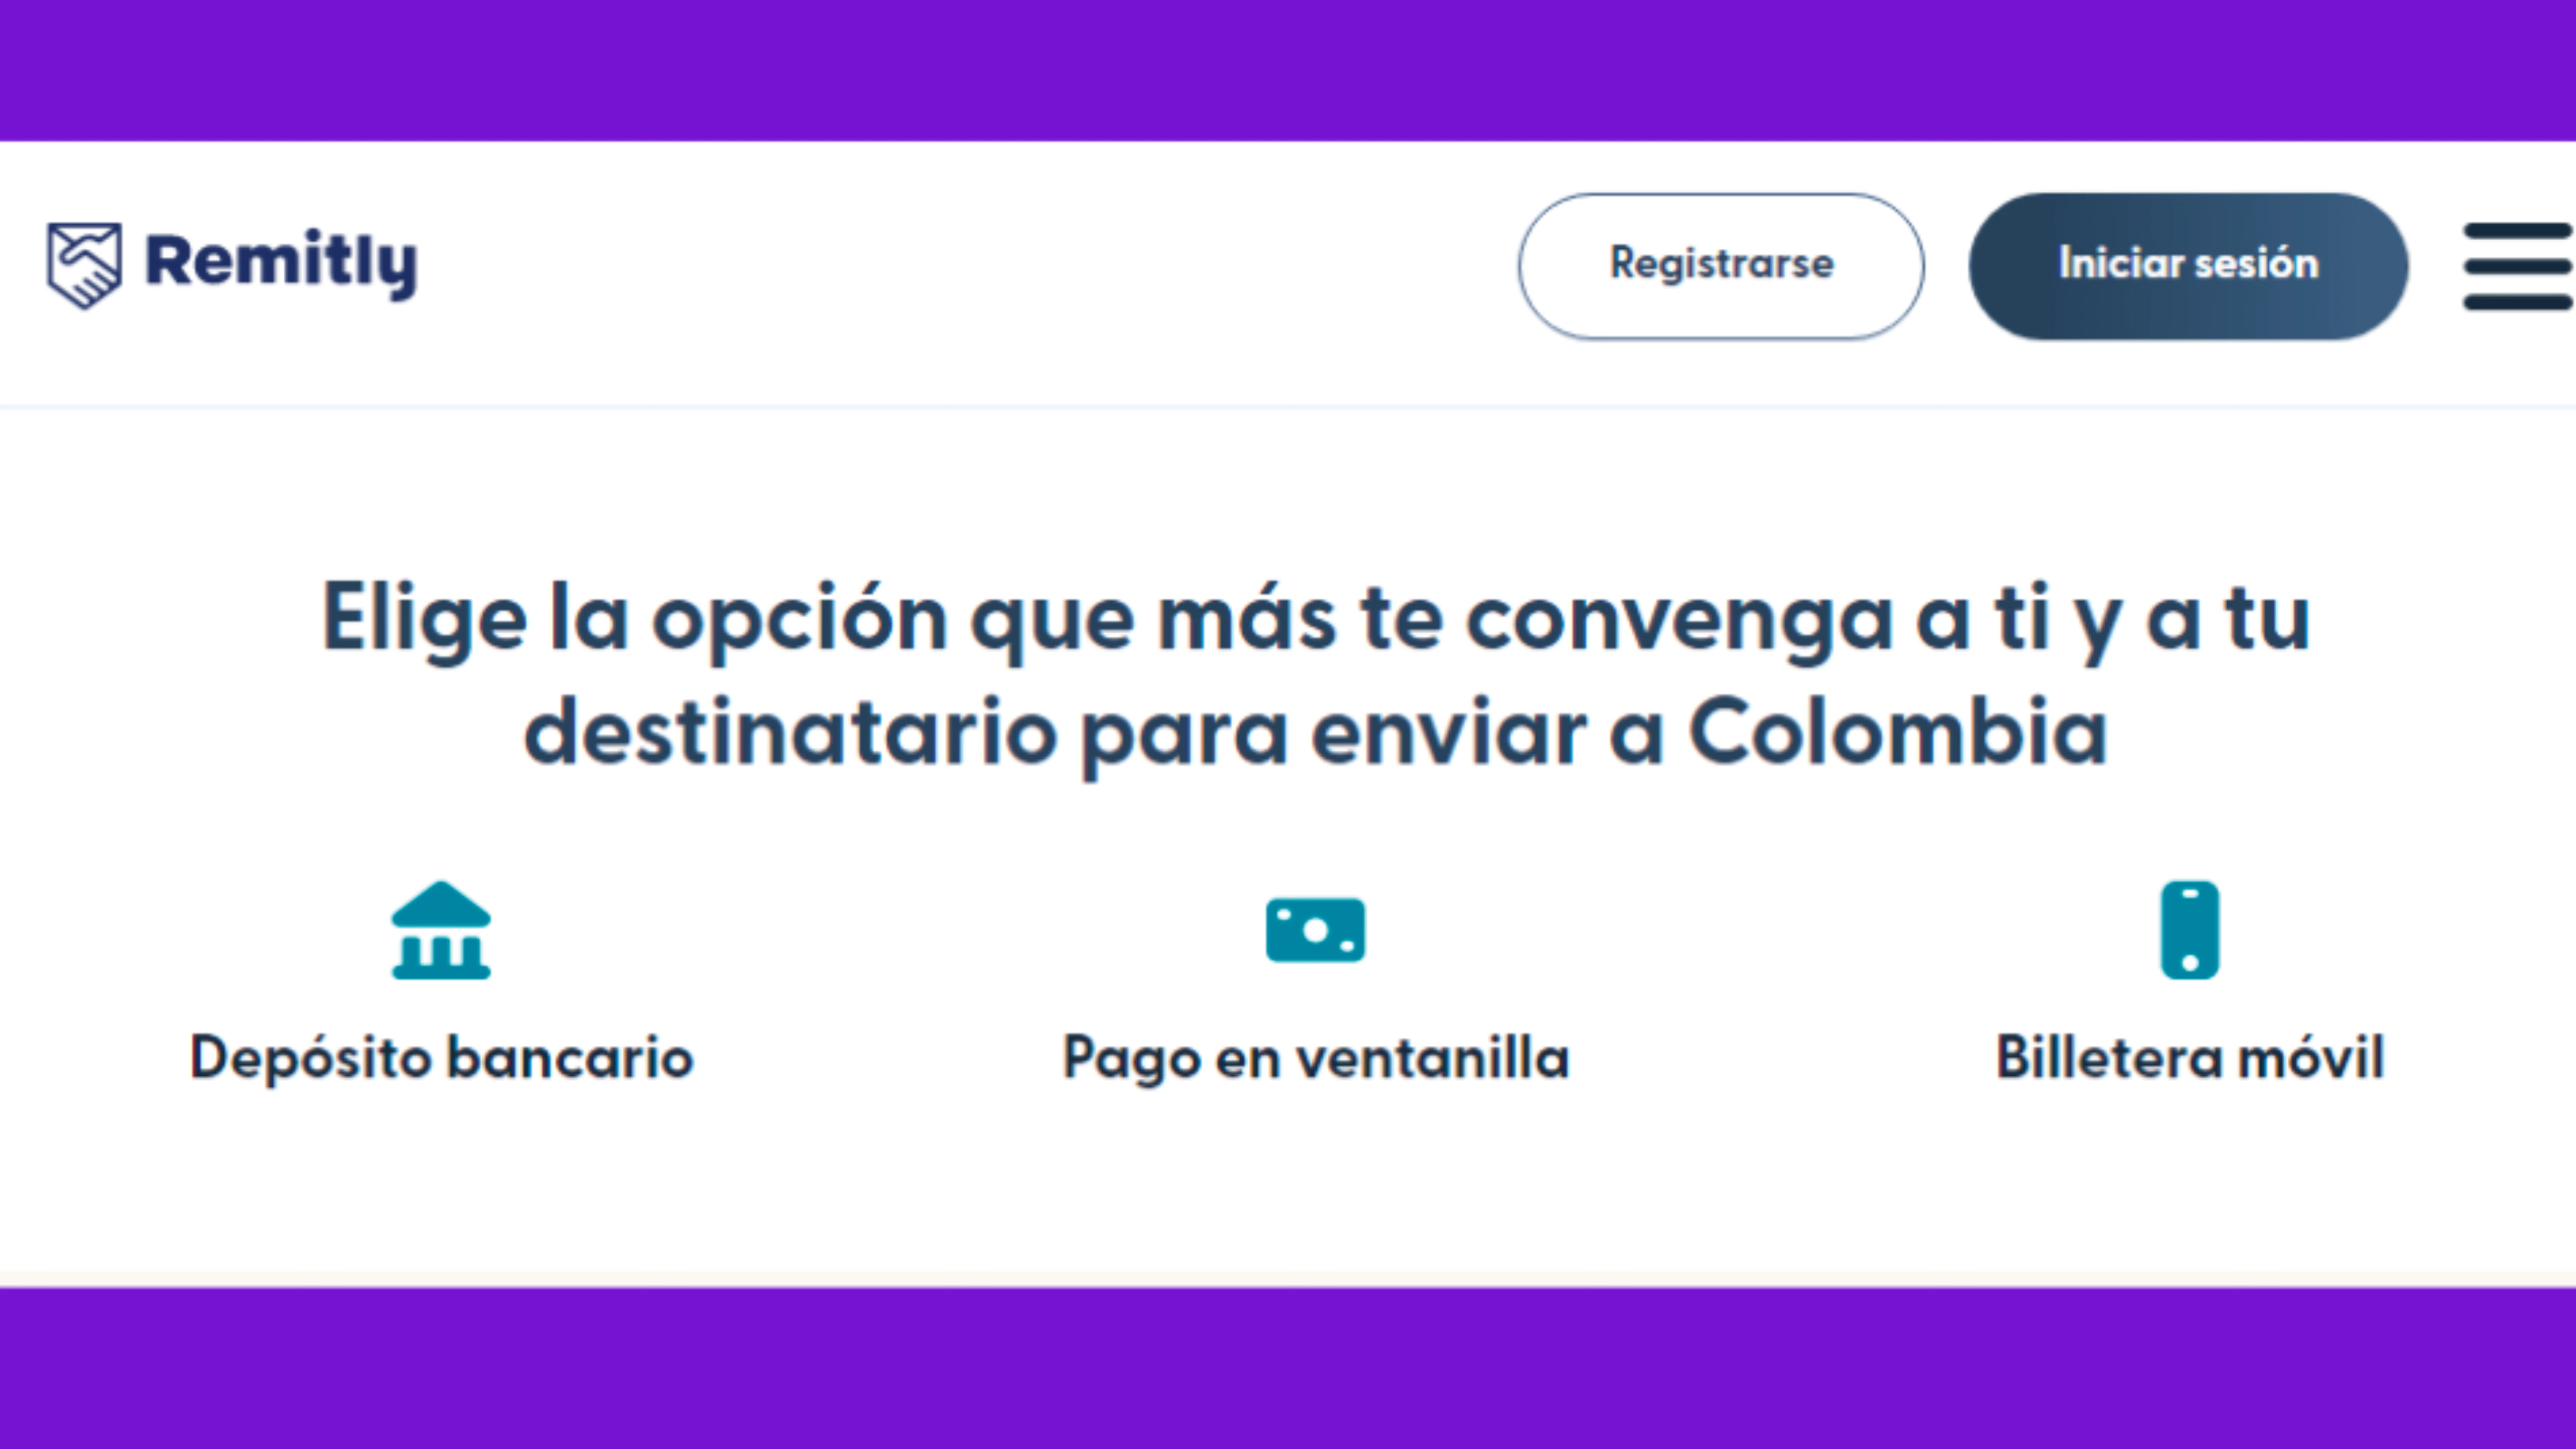 Remitly
Registrarse
Iniciar sesión
Elige la opción que más te convenga a ti y a tu
destinatario para enviar a Colombia
Depósito bancario
Pago en ventanilla
Billetera móvil